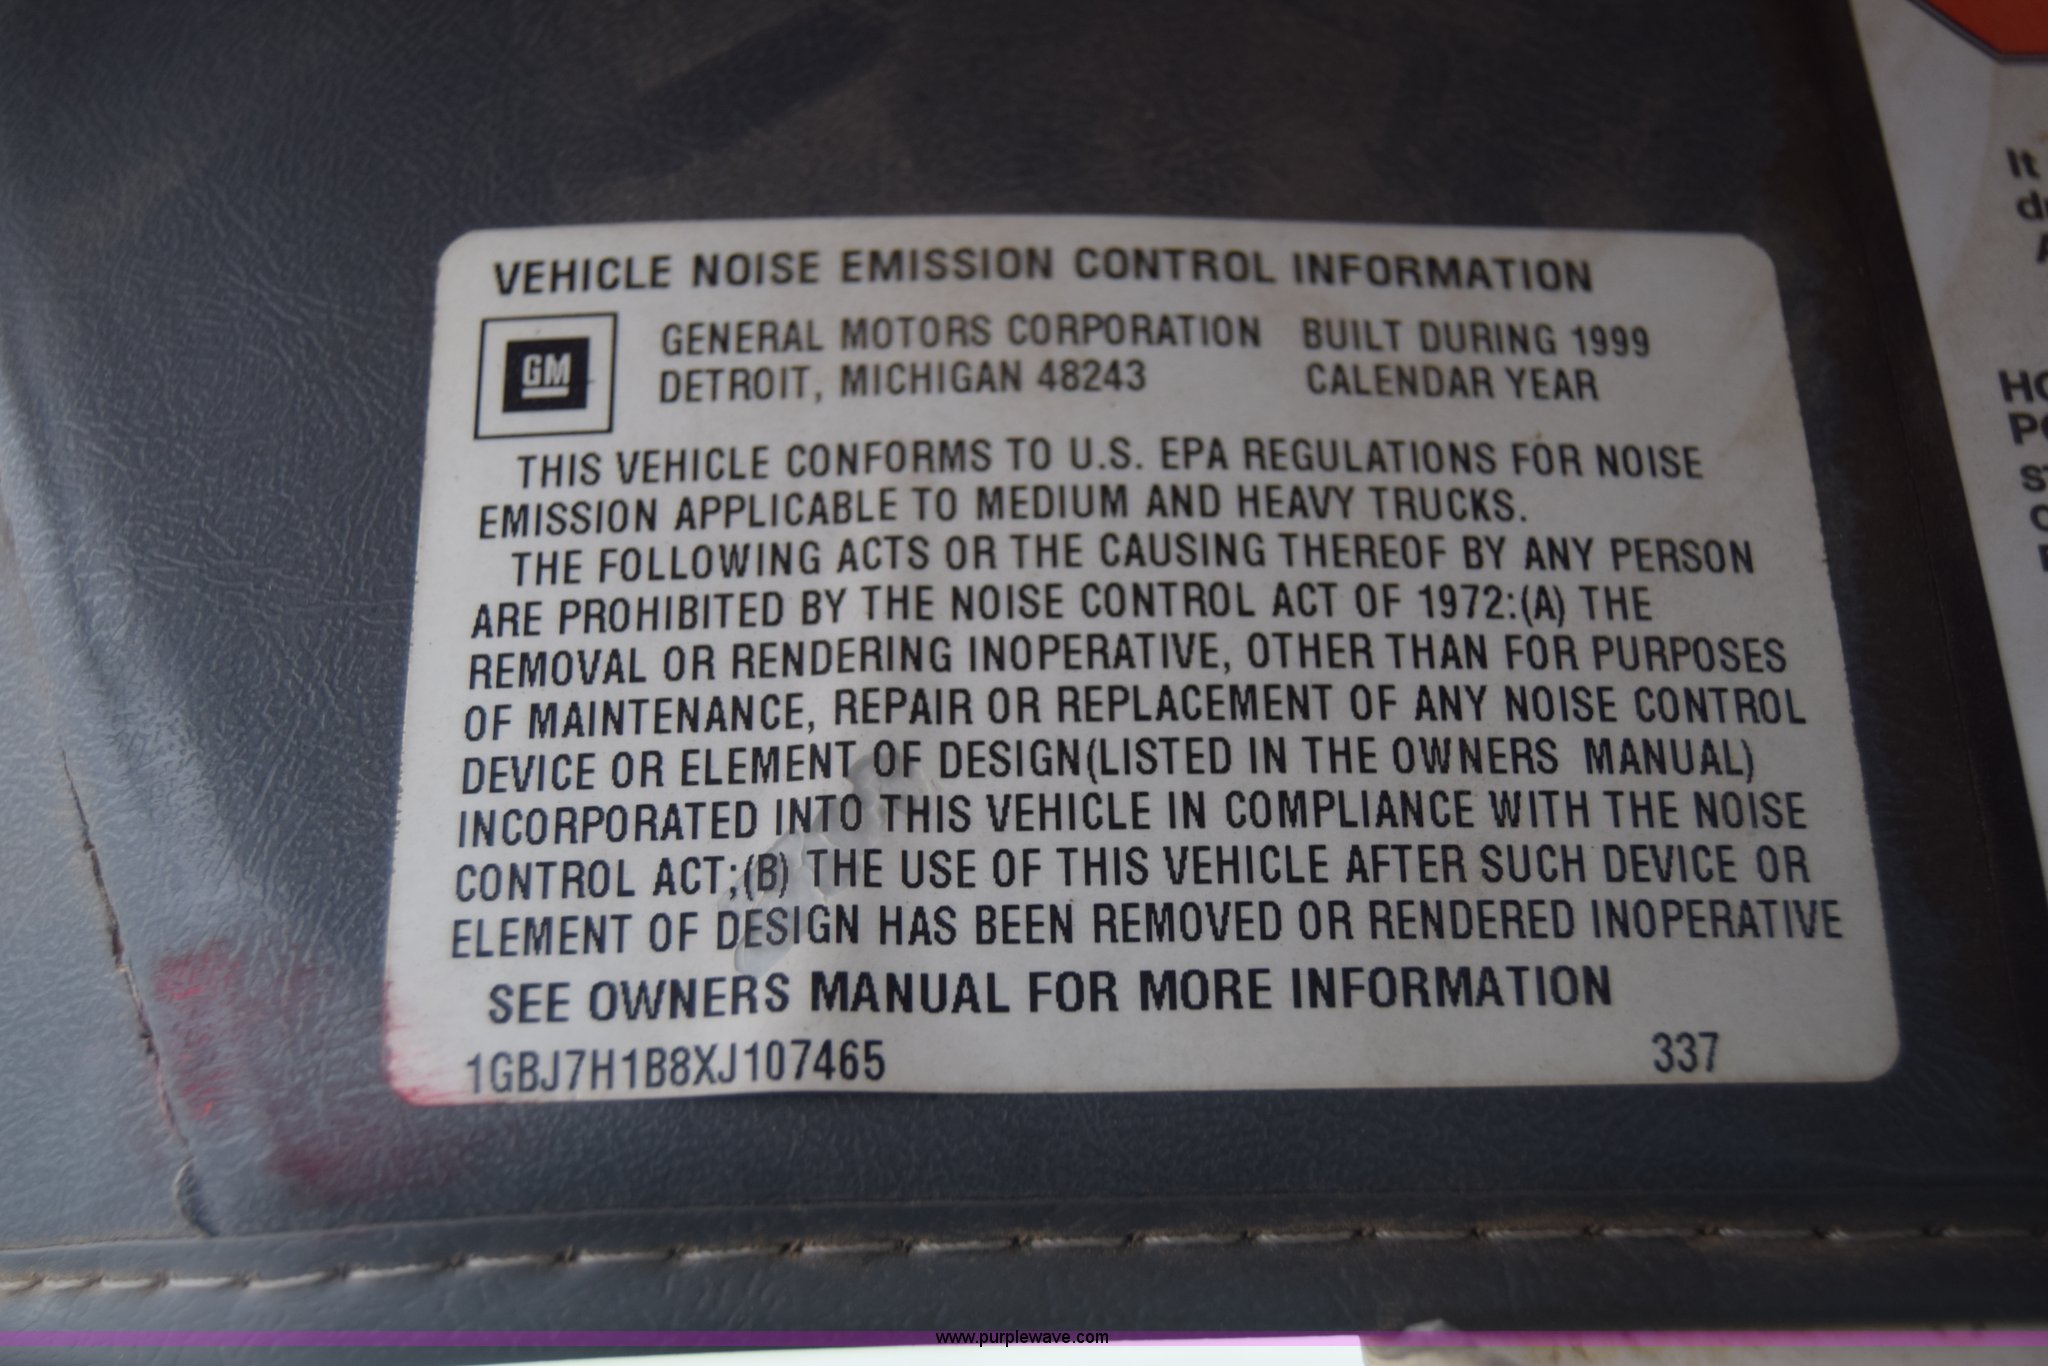 VEHICLE NOISE EMISSION CONTROL INFORMATION
GM
GENERAL MOTORS CORPORATION
DETROIT, MICHIGAN 48243
BUILT DURING 1999
CALENDAR YEAR
THIS VEHICLE CONFORMS TO U.S. EPA REGULATIONS FOR NOISE
EMISSION APPLICABLE TO MEDIUM AND HEAVY TRUCKS.
THE FOLLOWING ACTS OR THE CAUSING THEREOF BY ANY PERSON
ARE PROHIBITED BY THE NOISE CONTROL ACT OF 1972:(A) THE
REMOVAL OR RENDERING INOPERATIVE, OTHER THAN FOR PURPOSES
OF MAINTENANCE, REPAIR OR REPLACEMENT OF ANY NOISE CONTROL
DEVICE OR ELEMENT OF DESIGN(LISTED IN THE OWNERS MANUAL)
INCORPORATED INTO THIS VEHICLE IN COMPLIANCE WITH THE NOISE
CONTROL ACT;(B) THE USE OF THIS VEHICLE AFTER SUCH DEVICE OR
ELEMENT OF DESIGN HAS BEEN REMOVED OR RENDERED INOPERATIVE
SEE OWNERS MANUAL FOR MORE INFORMATION
1GBJ7H1B8XJ107465
337
It
www.purplewave.com